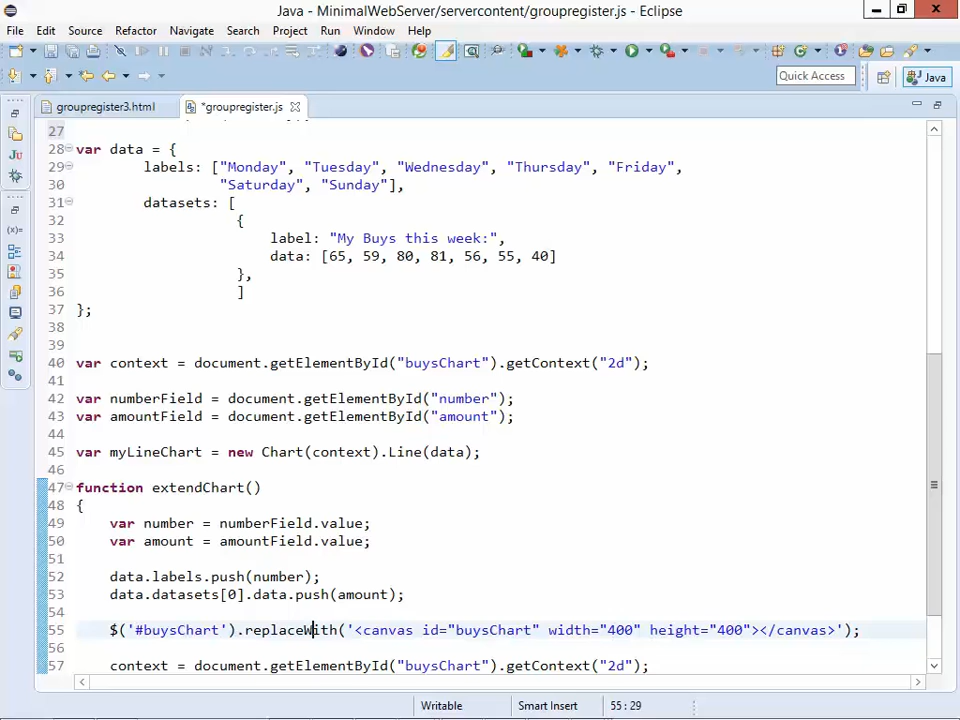 Java - MinimalWebServer/servercontent/groupregister.js - Eclipse
File Edit Source Refactor Navigate Search Project Run Window Help
Quick Access
Java
groupregister3.html
*groupregister.js
27
28 var data = {
29 labels: ["Monday", "Tuesday", "Wednesday", "Thursday", "Friday",
30 "Saturday", "Sunday"],
31 datasets: [
32 {
33 label: "My Buys this week:",
34 data: [65, 59, 80, 81, 56, 55, 40]
35 },
36 ]
37 };
38
39
40 var context = document.getElementById("buysChart").getContext("2d");
41
42 var numberField = document.getElementById("number");
43 var amountField = document.getElementById("amount");
44
45 var myLineChart = new Chart(context).Line(data);
46
47 function extendChart()
48 {
49 var number = numberField.value;
50 var amount = amountField.value;
51
52 data.labels.push(number);
53 data.datasets[0].data.push(amount);
54
55 $('#buysChart').replaceWith('<canvas id="buysChart" width="400" height="400"></canvas>');
56
57 context = document.getElementById("buysChart").getContext("2d");
Writable Smart Insert 55 : 29